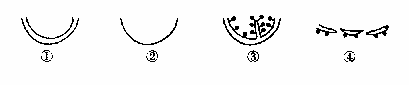 ① ② ③ ④